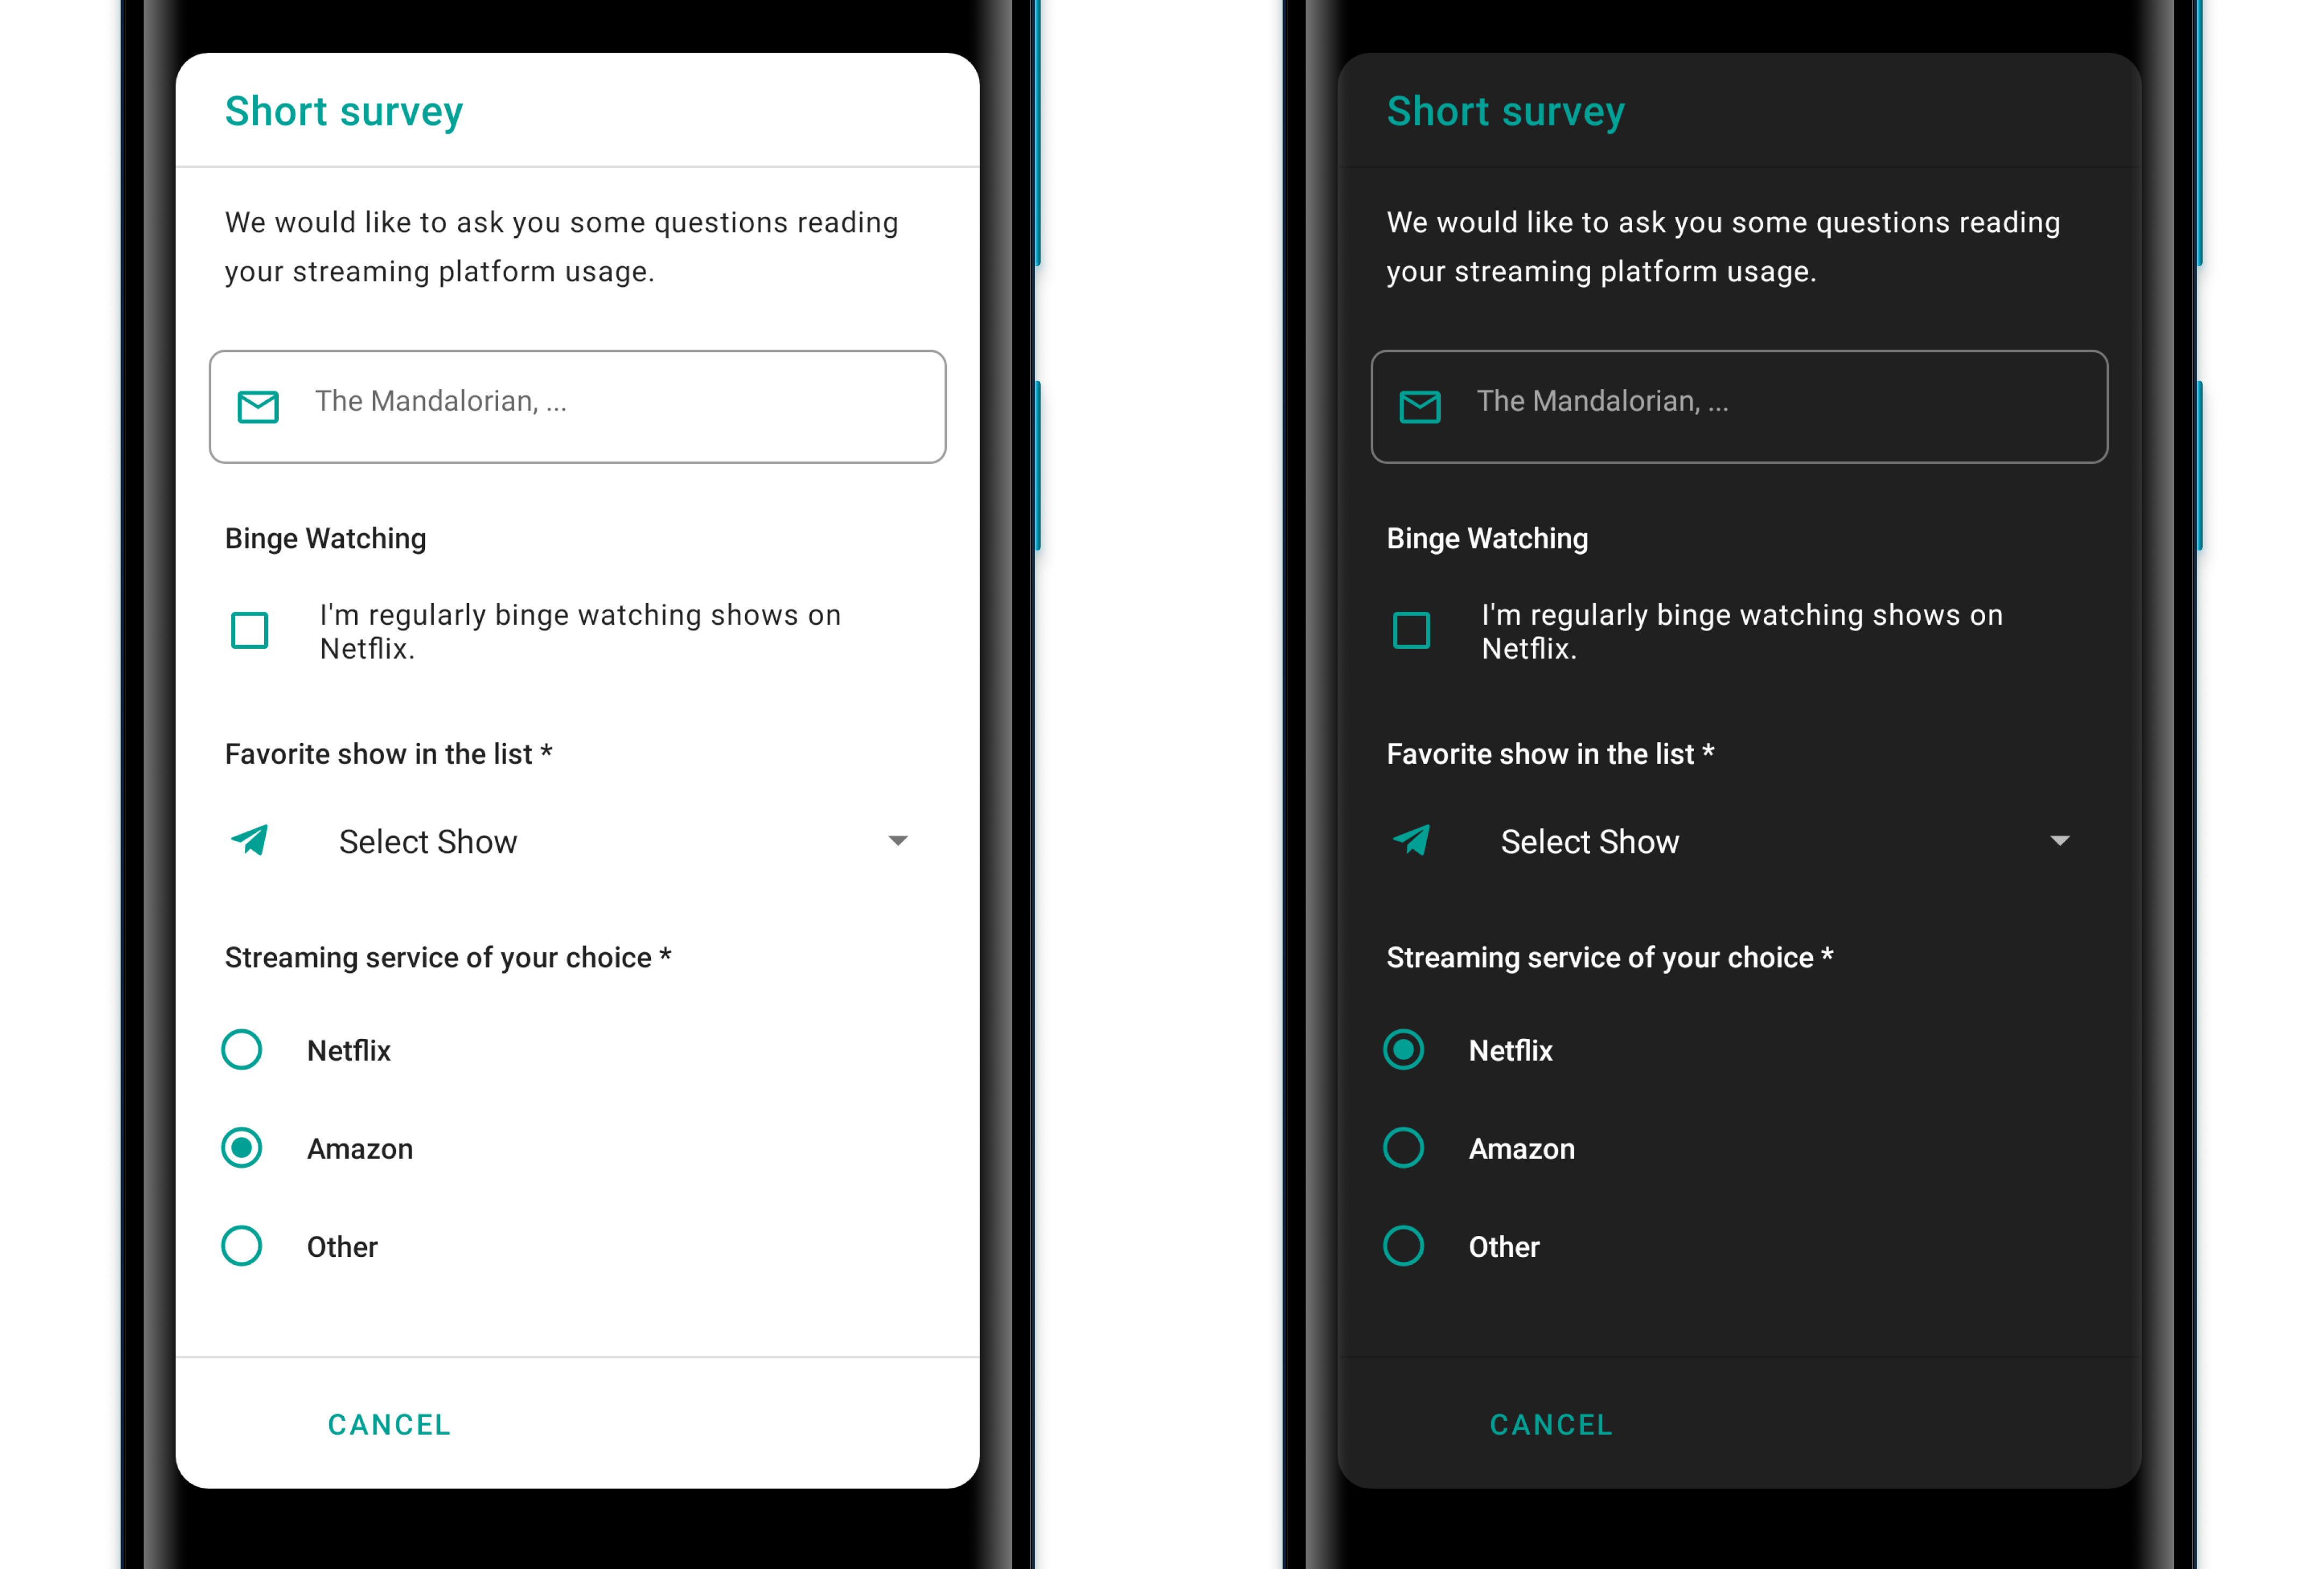 Short survey
We would like to ask you some questions reading
your streaming platform usage.
The Mandalorian, ...
Binge Watching
I'm regularly binge watching shows on
Netflix.
Favorite show in the list *
Select Show
Streaming service of your choice *
Netflix
Amazon
Other
CANCEL
Short survey
We would like to ask you some questions reading
your streaming platform usage.
The Mandalorian, ...
Binge Watching
I'm regularly binge watching shows on
Netflix.
Favorite show in the list *
Select Show
Streaming service of your choice *
Netflix
Amazon
Other
CANCEL